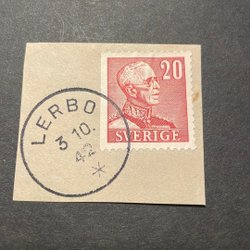 20
SVERIGE
LERBO
3 10.
42
*